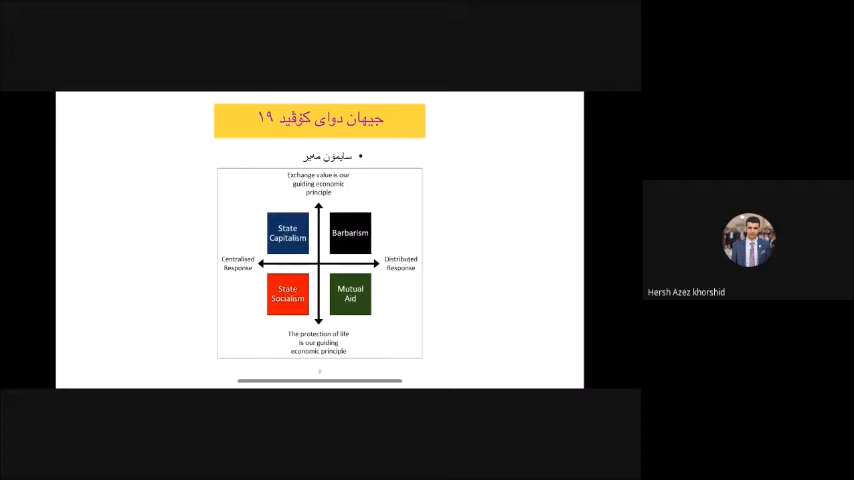 جیهان دوای کۆڤید ١٩
• سایمۆن مەیر
Exchange value is our
guiding economic
principle
State
Capitalism
Barbarism
Centralised
Response
Distributed
Response
State
Socialism
Mutual
Aid
The protection of life
is our guiding
economic principle
Hersh Azez khorshid